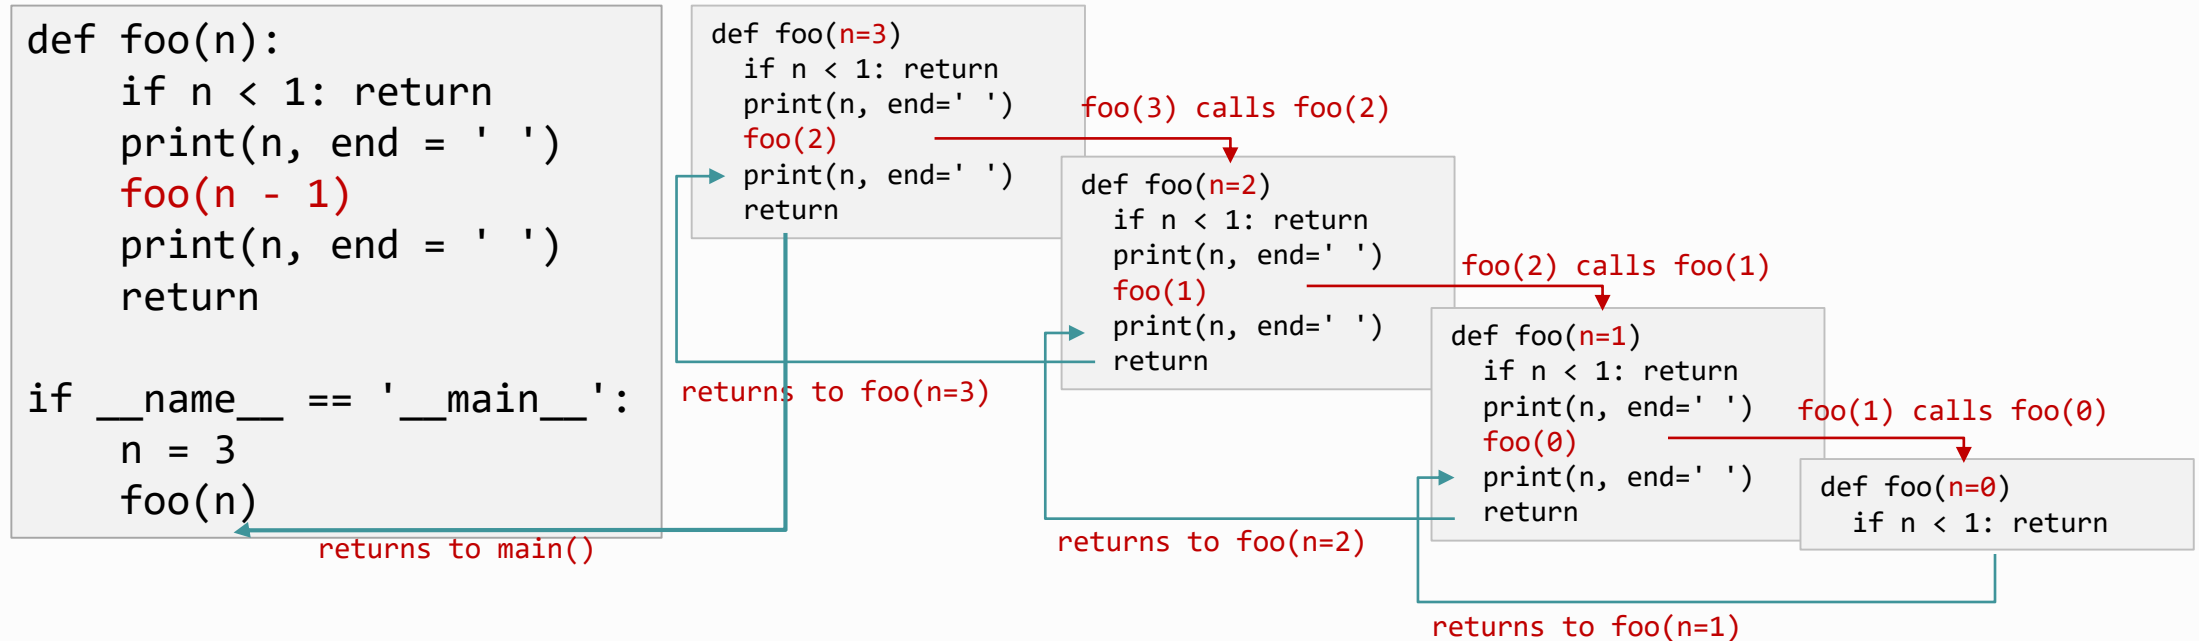 def foo(n):
    if n < 1: return
    print(n, end = ' ')
    foo(n - 1)
    print(n, end = ' ')
    return
if __name__ == '__main__':
    n = 3
    foo(n)
returns to main()
def foo(n=3)
  if n < 1: return
  print(n, end=' ')
  foo(2)
  print(n, end=' ')
  return
foo(3) calls foo(2)
returns to foo(n=3)
def foo(n=2)
  if n < 1: return
  print(n, end=' ')
  foo(1)
  print(n, end=' ')
  return
foo(2) calls foo(1)
returns to foo(n=2)
def foo(n=1)
  if n < 1: return
  print(n, end=' ')
  foo(0)
  print(n, end=' ')
  return
foo(1) calls foo(0)
def foo(n=0)
  if n < 1: return
returns to foo(n=1)